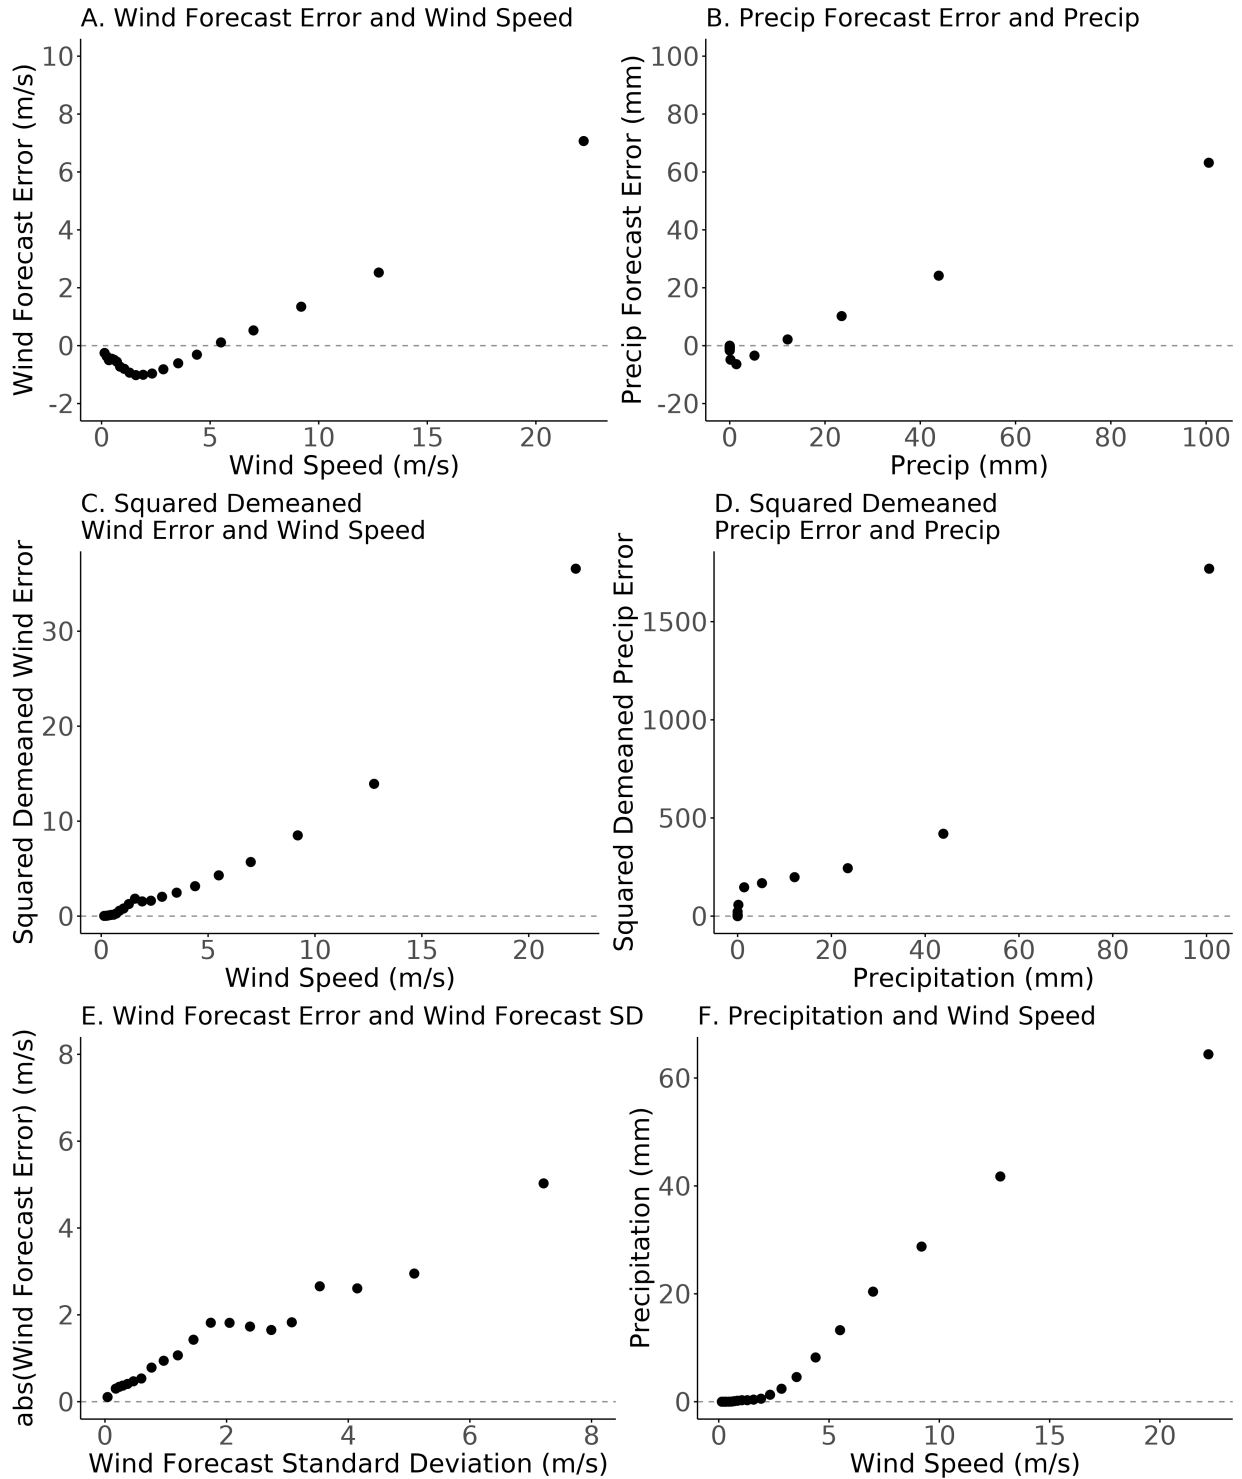 A. Wind Forecast Error and Wind Speed
Wind Forecast Error (m/s)
10
8
6
4
2
0
-2
0 5 10 15 20
Wind Speed (m/s)
B. Precip Forecast Error and Precip
Precip Forecast Error (mm)
100
80
60
40
20
0
-20
0 20 40 60 80 100
Precip (mm)
C. Squared Demeaned
Wind Error and Wind Speed
Squared Demeaned Wind Error
30
20
10
0
0 5 10 15 20
Wind Speed (m/s)
D. Squared Demeaned
Precip Error and Precip
Squared Demeaned Precip Error
1500
1000
500
0
0 20 40 60 80 100
Precipitation (mm)
E. Wind Forecast Error and Wind Forecast SD
abs(Wind Forecast Error) (m/s)
8
6
4
2
0
0 2 4 6 8
Wind Forecast Standard Deviation (m/s)
F. Precipitation and Wind Speed
Precipitation (mm)
60
40
20
0
0 5 10 15 20
Wind Speed (m/s)